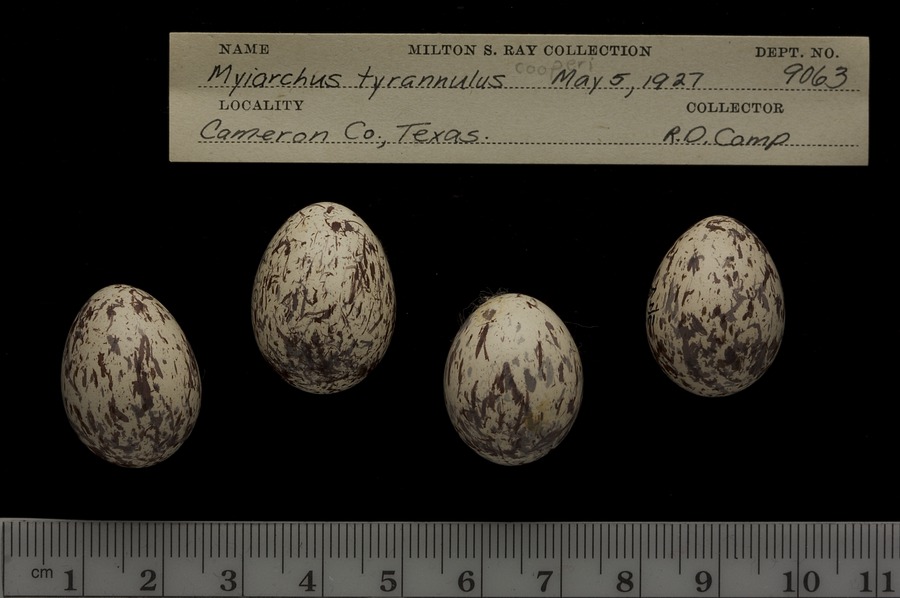 NAME MILTON S. RAY COLLECTION DEPT. NO.
Myiarchus tyrannulus cooperi May 5, 1927 9063
LOCALITY COLLECTOR
Cameron Co., Texas. R.D. Camp
cm 1 2 3 4 5 6 7 8 9 10 11